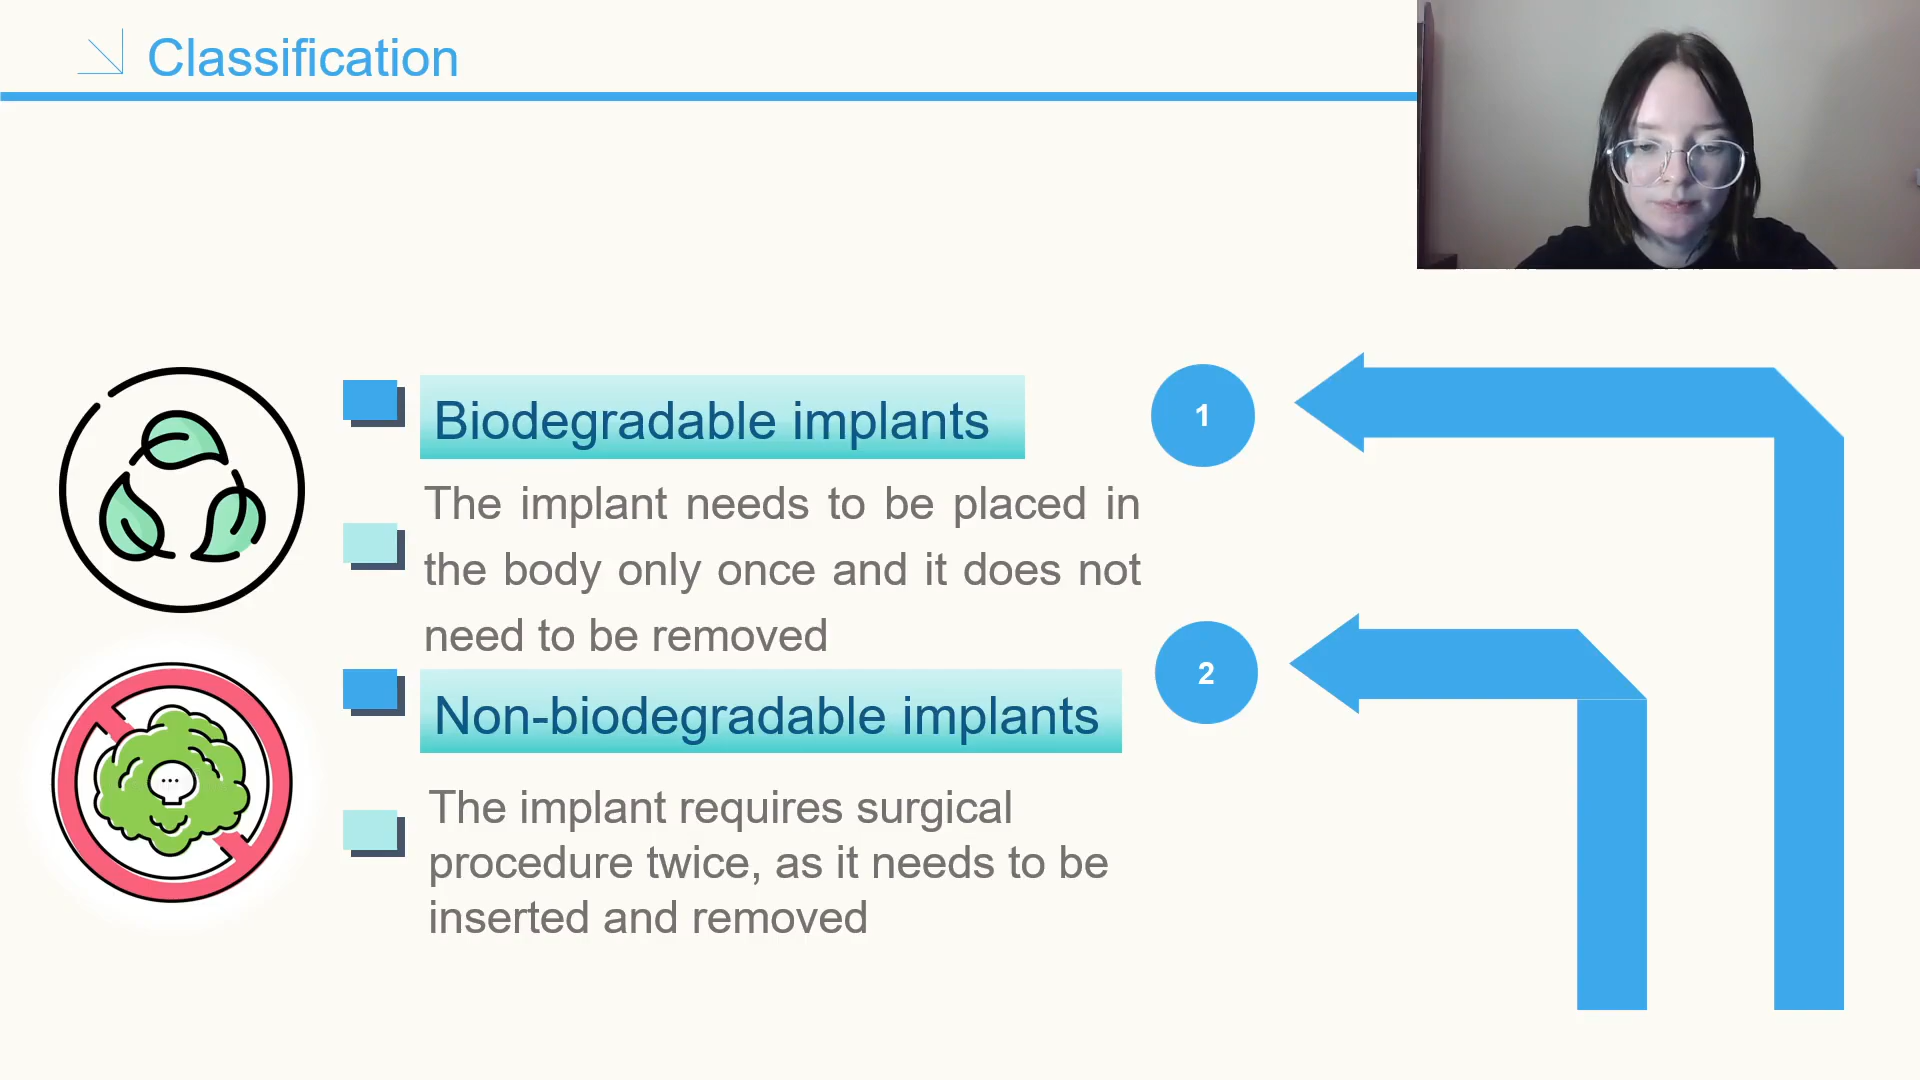 Classification
Biodegradable implants
1
The implant needs to be placed in
the body only once and it does not
need to be removed
Non-biodegradable implants
2
The implant requires surgical
procedure twice, as it needs to be
inserted and removed